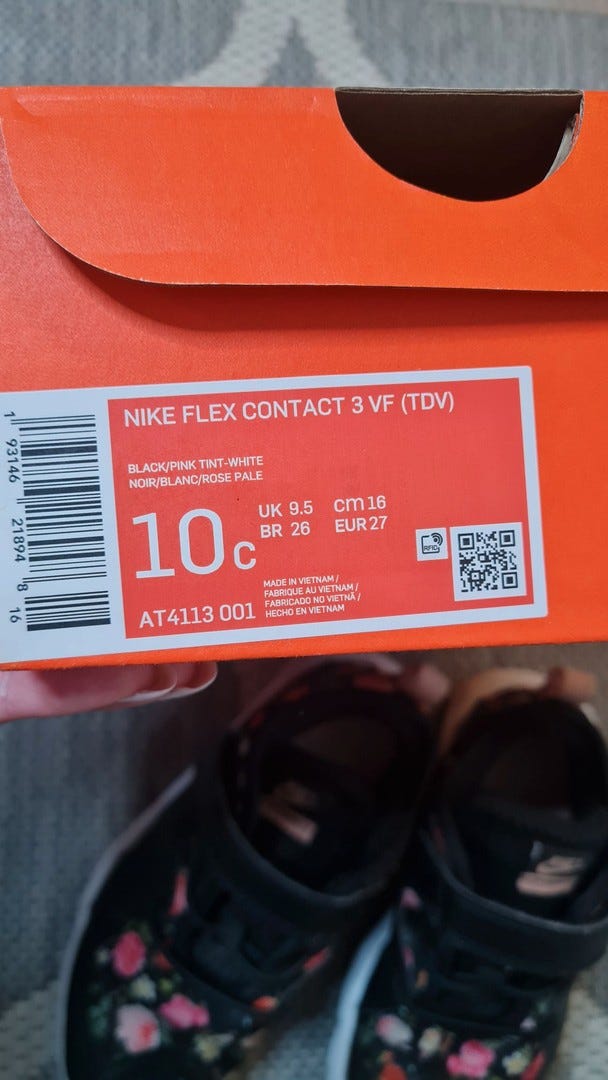 NIKE FLEX CONTACT 3 VF (TDV)
BLACK/PINK TINT-WHITE
NOIR/BLANC/ROSE PALE
10C
UK 9.5 cm 16
BR 26 EUR 27
RFID
MADE IN VIETNAM /
FABRIQUE AU VIETNAM /
FABRICADO NO VIETNÃ /
HECHO EN VIETNAM
AT4113 001
1 93146 21894 8 16